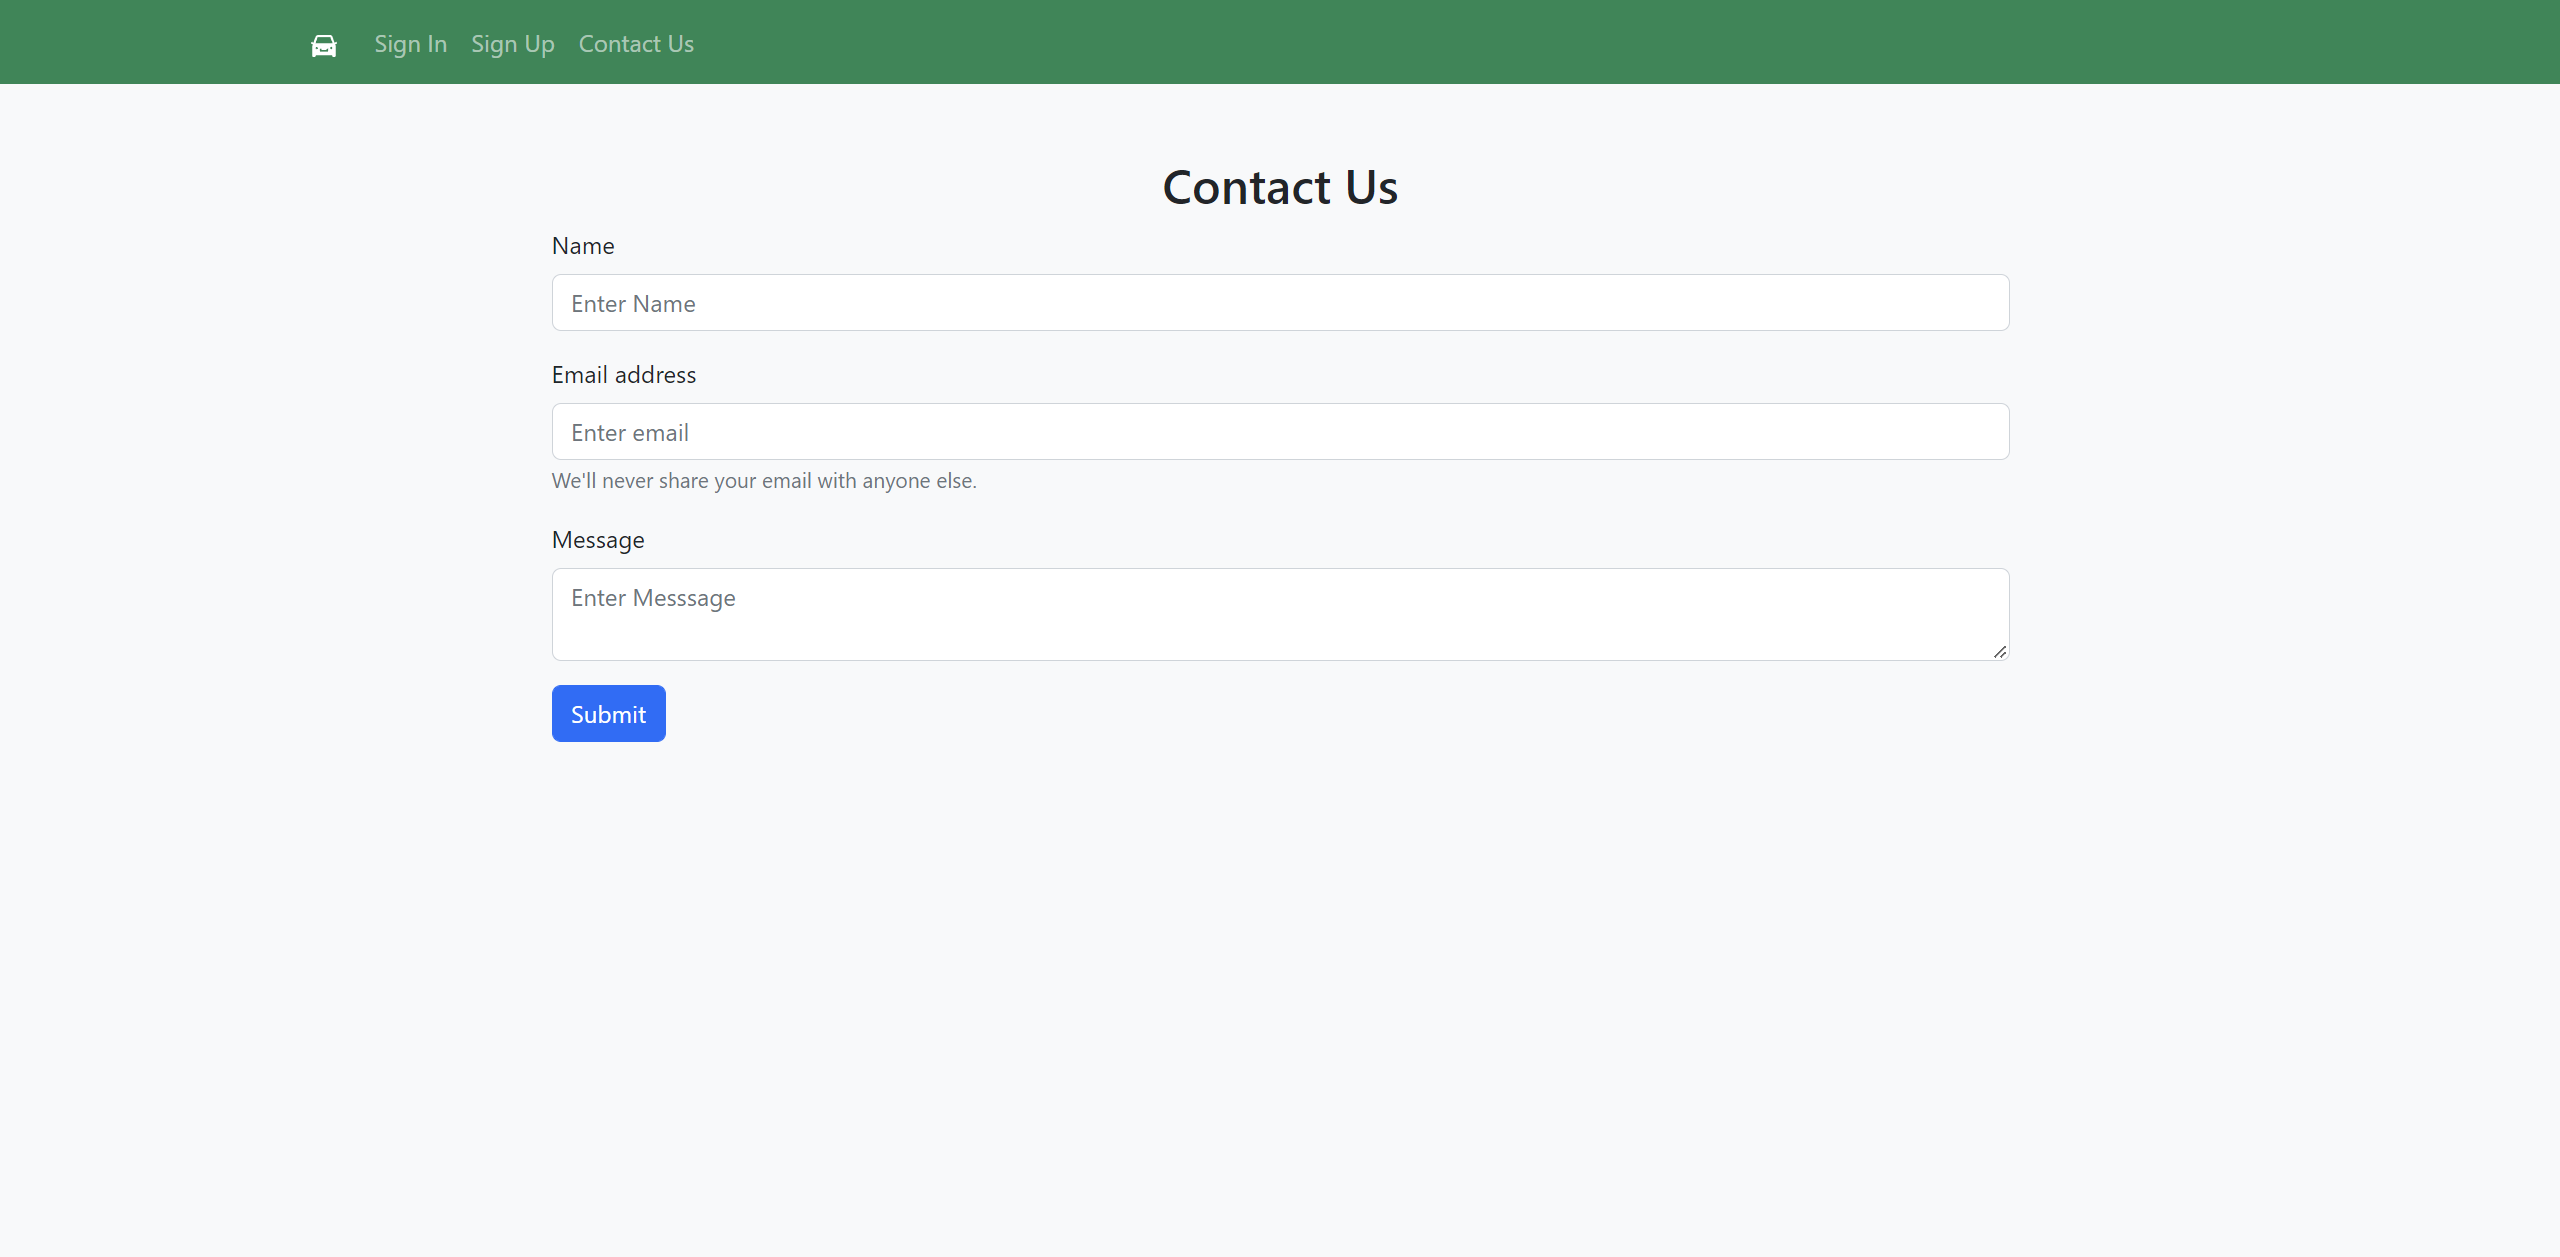 Sign In Sign Up Contact Us
Contact Us
Name
Enter Name
Email address
Enter email
We'll never share your email with anyone else.
Message
Enter Messsage
Submit